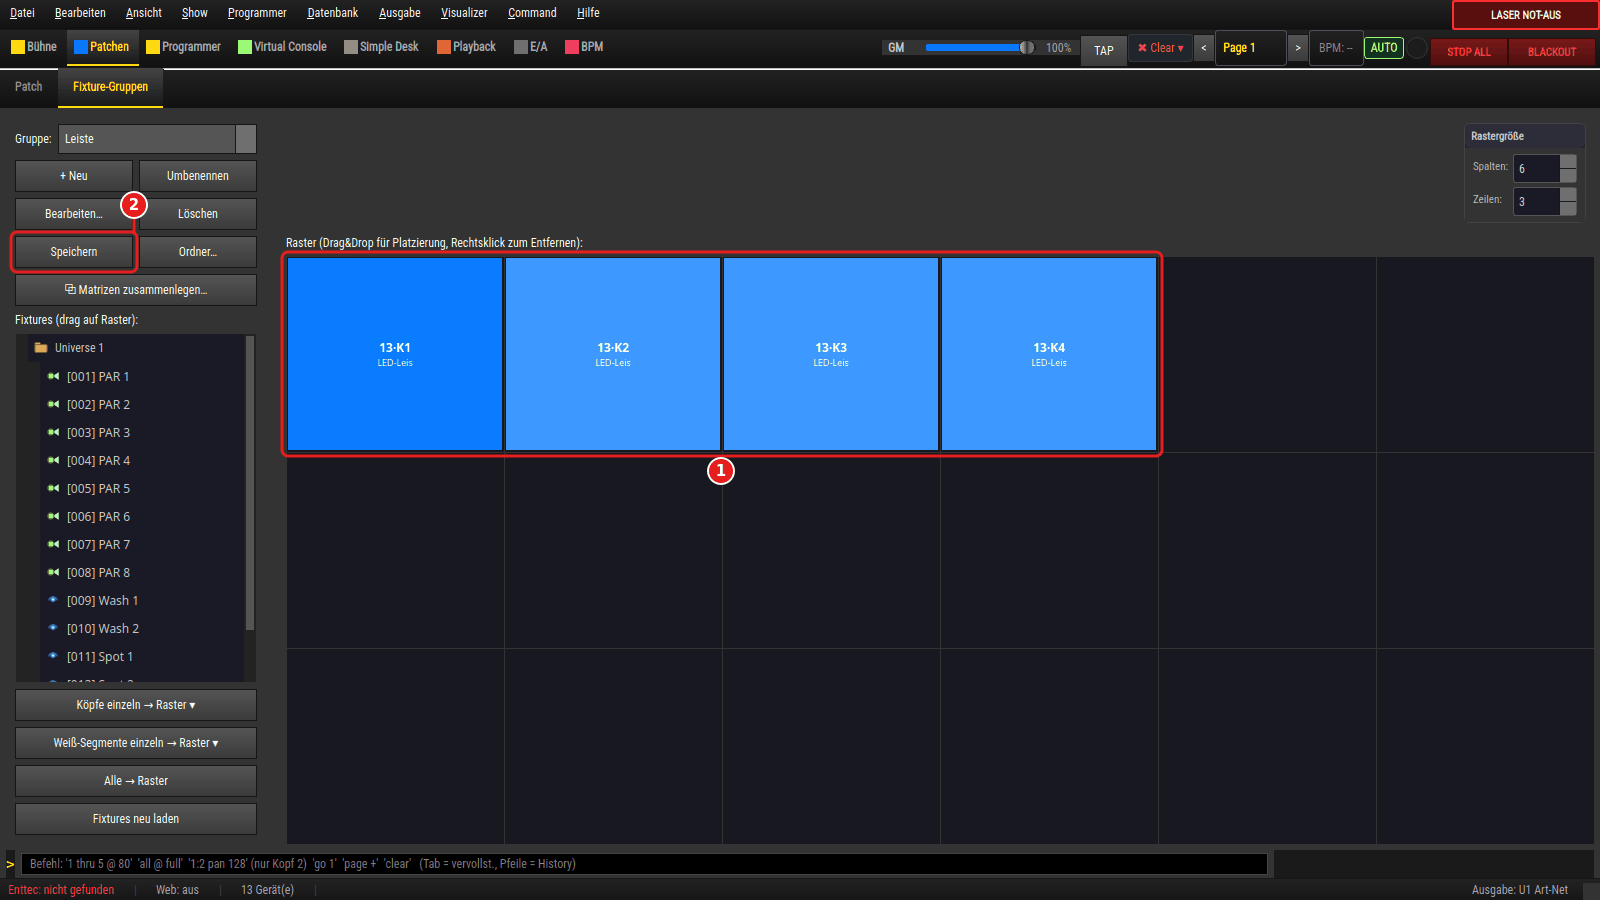 Datei Bearbeiten Ansicht Show Programmer Datenbank Ausgabe Visualizer Command Hilfe
LASER NOT-AUS
Bühne Patchen Programmer Virtual Console Simple Desk Playback E/A BPM
GM 100% TAP ✖ Clear ▾ < Page 1 > BPM: -- AUTO STOP ALL BLACKOUT
Patch Fixture-Gruppen
Gruppe: Leiste
+ Neu Umbenennen
Bearbeiten... Löschen
2
Speichern Ordner...
Matrizen zusammenlegen...
Fixtures (drag auf Raster):
Universe 1
[001] PAR 1
[002] PAR 2
[003] PAR 3
[004] PAR 4
[005] PAR 5
[006] PAR 6
[007] PAR 7
[008] PAR 8
[009] Wash 1
[010] Wash 2
[011] Spot 1
Köpfe einzeln → Raster ▾
Weiß-Segmente einzeln → Raster ▾
Alle → Raster
Fixtures neu laden
Rastergröße
Spalten: 6
Zeilen: 3
Raster (Drag&Drop für Platzierung, Rechtsklick zum Entfernen):
13·K1 13·K2 13·K3 13·K4
LED-Leis LED-Leis LED-Leis LED-Leis
1
> Befehl: '1 thru 5 @ 80' 'all @ full' '1:2 pan 128' (nur Kopf 2) 'go 1' 'page +' 'clear' (Tab = vervollst., Pfeile = History)
Enttec: nicht gefunden Web: aus 13 Gerät(e) Ausgabe: U1 Art-Net